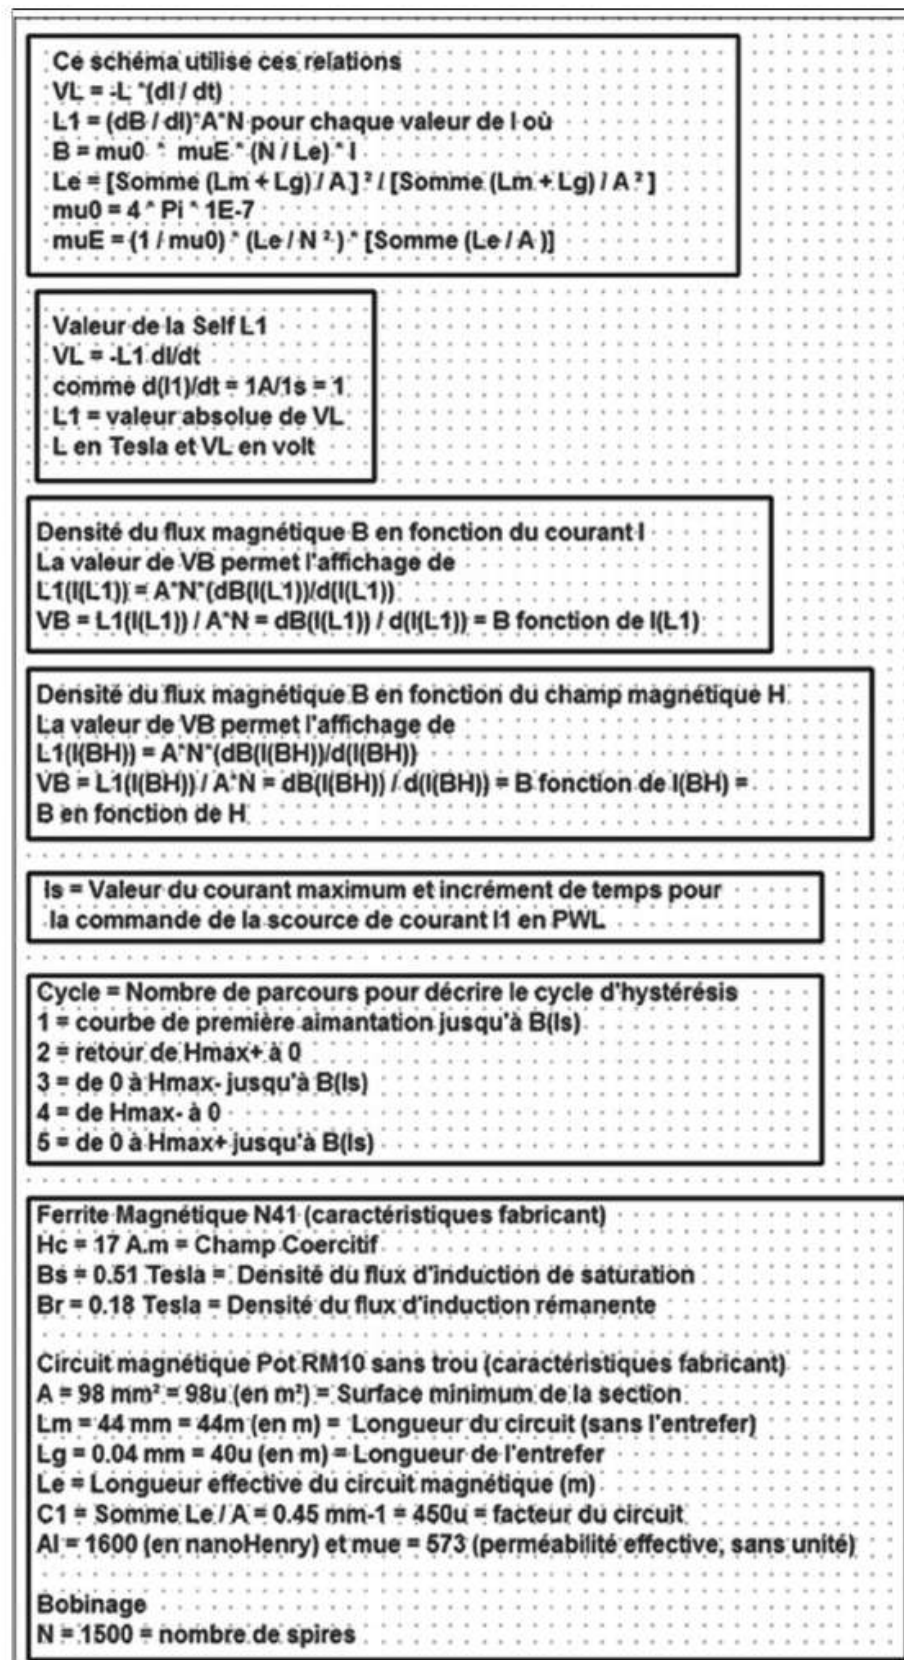 Ce schéma utilise ces relations
VL = -L *(dI / dt)
L1 = (dB / dI)*A*N pour chaque valeur de I où
B = mu0 * muE * (N / Le) * I
Le = [Somme (Lm + Lg) / A ] ² / [Somme (Lm + Lg) / A ² ]
mu0 = 4 * Pi * 1E-7
muE = (1 / mu0) * (Le / N ² ) * [Somme (Le / A )]
Valeur de la Self L1
VL = -L1 dI/dt
comme d(I1)/dt = 1A/1s = 1
L1 = valeur absolue de VL
L en Tesla et VL en volt
Densité du flux magnétique B en fonction du courant I
La valeur de VB permet l'affichage de
L1(I(L1)) = A*N*(dB(I(L1))/d(I(L1))
VB = L1(I(L1)) / A*N = dB(I(L1)) / d(I(L1)) = B fonction de I(L1)
Densité du flux magnétique B en fonction du champ magnétique H
La valeur de VB permet l'affichage de
L1(I(BH)) = A*N*(dB(I(BH))/d(I(BH))
VB = L1(I(BH)) / A*N = dB(I(BH)) / d(I(BH)) = B fonction de I(BH) =
B en fonction de H
Is = Valeur du courant maximum et incrément de temps pour
la commande de la scource de courant I1 en PWL
Cycle = Nombre de parcours pour décrire le cycle d'hystérésis
1 = courbe de première aimantation jusqu'à B(Is)
2 = retour de Hmax+ à 0
3 = de 0 à Hmax- jusqu'à B(Is)
4 = de Hmax- à 0
5 = de 0 à Hmax+ jusqu'à B(Is)
Ferrite Magnétique N41 (caractéristiques fabricant)
Hc = 17 A.m = Champ Coercitif
Bs = 0.51 Tesla = Densité du flux d'induction de saturation
Br = 0.18 Tesla = Densité du flux d'induction rémanente
Circuit magnétique Pot RM10 sans trou (caractéristiques fabricant)
A = 98 mm² = 98u (en m²) = Surface minimum de la section
Lm = 44 mm = 44m (en m) = Longueur du circuit (sans l'entrefer)
Lg = 0.04 mm = 40u (en m) = Longueur de l'entrefer
Le = Longueur effective du circuit magnétique (m)
C1 = Somme Le / A = 0.45 mm-1 = 450u = facteur du circuit
Al = 1600 (en nanoHenry) et mue = 573 (perméabilité effective, sans unité)
Bobinage
N = 1500 = nombre de spires